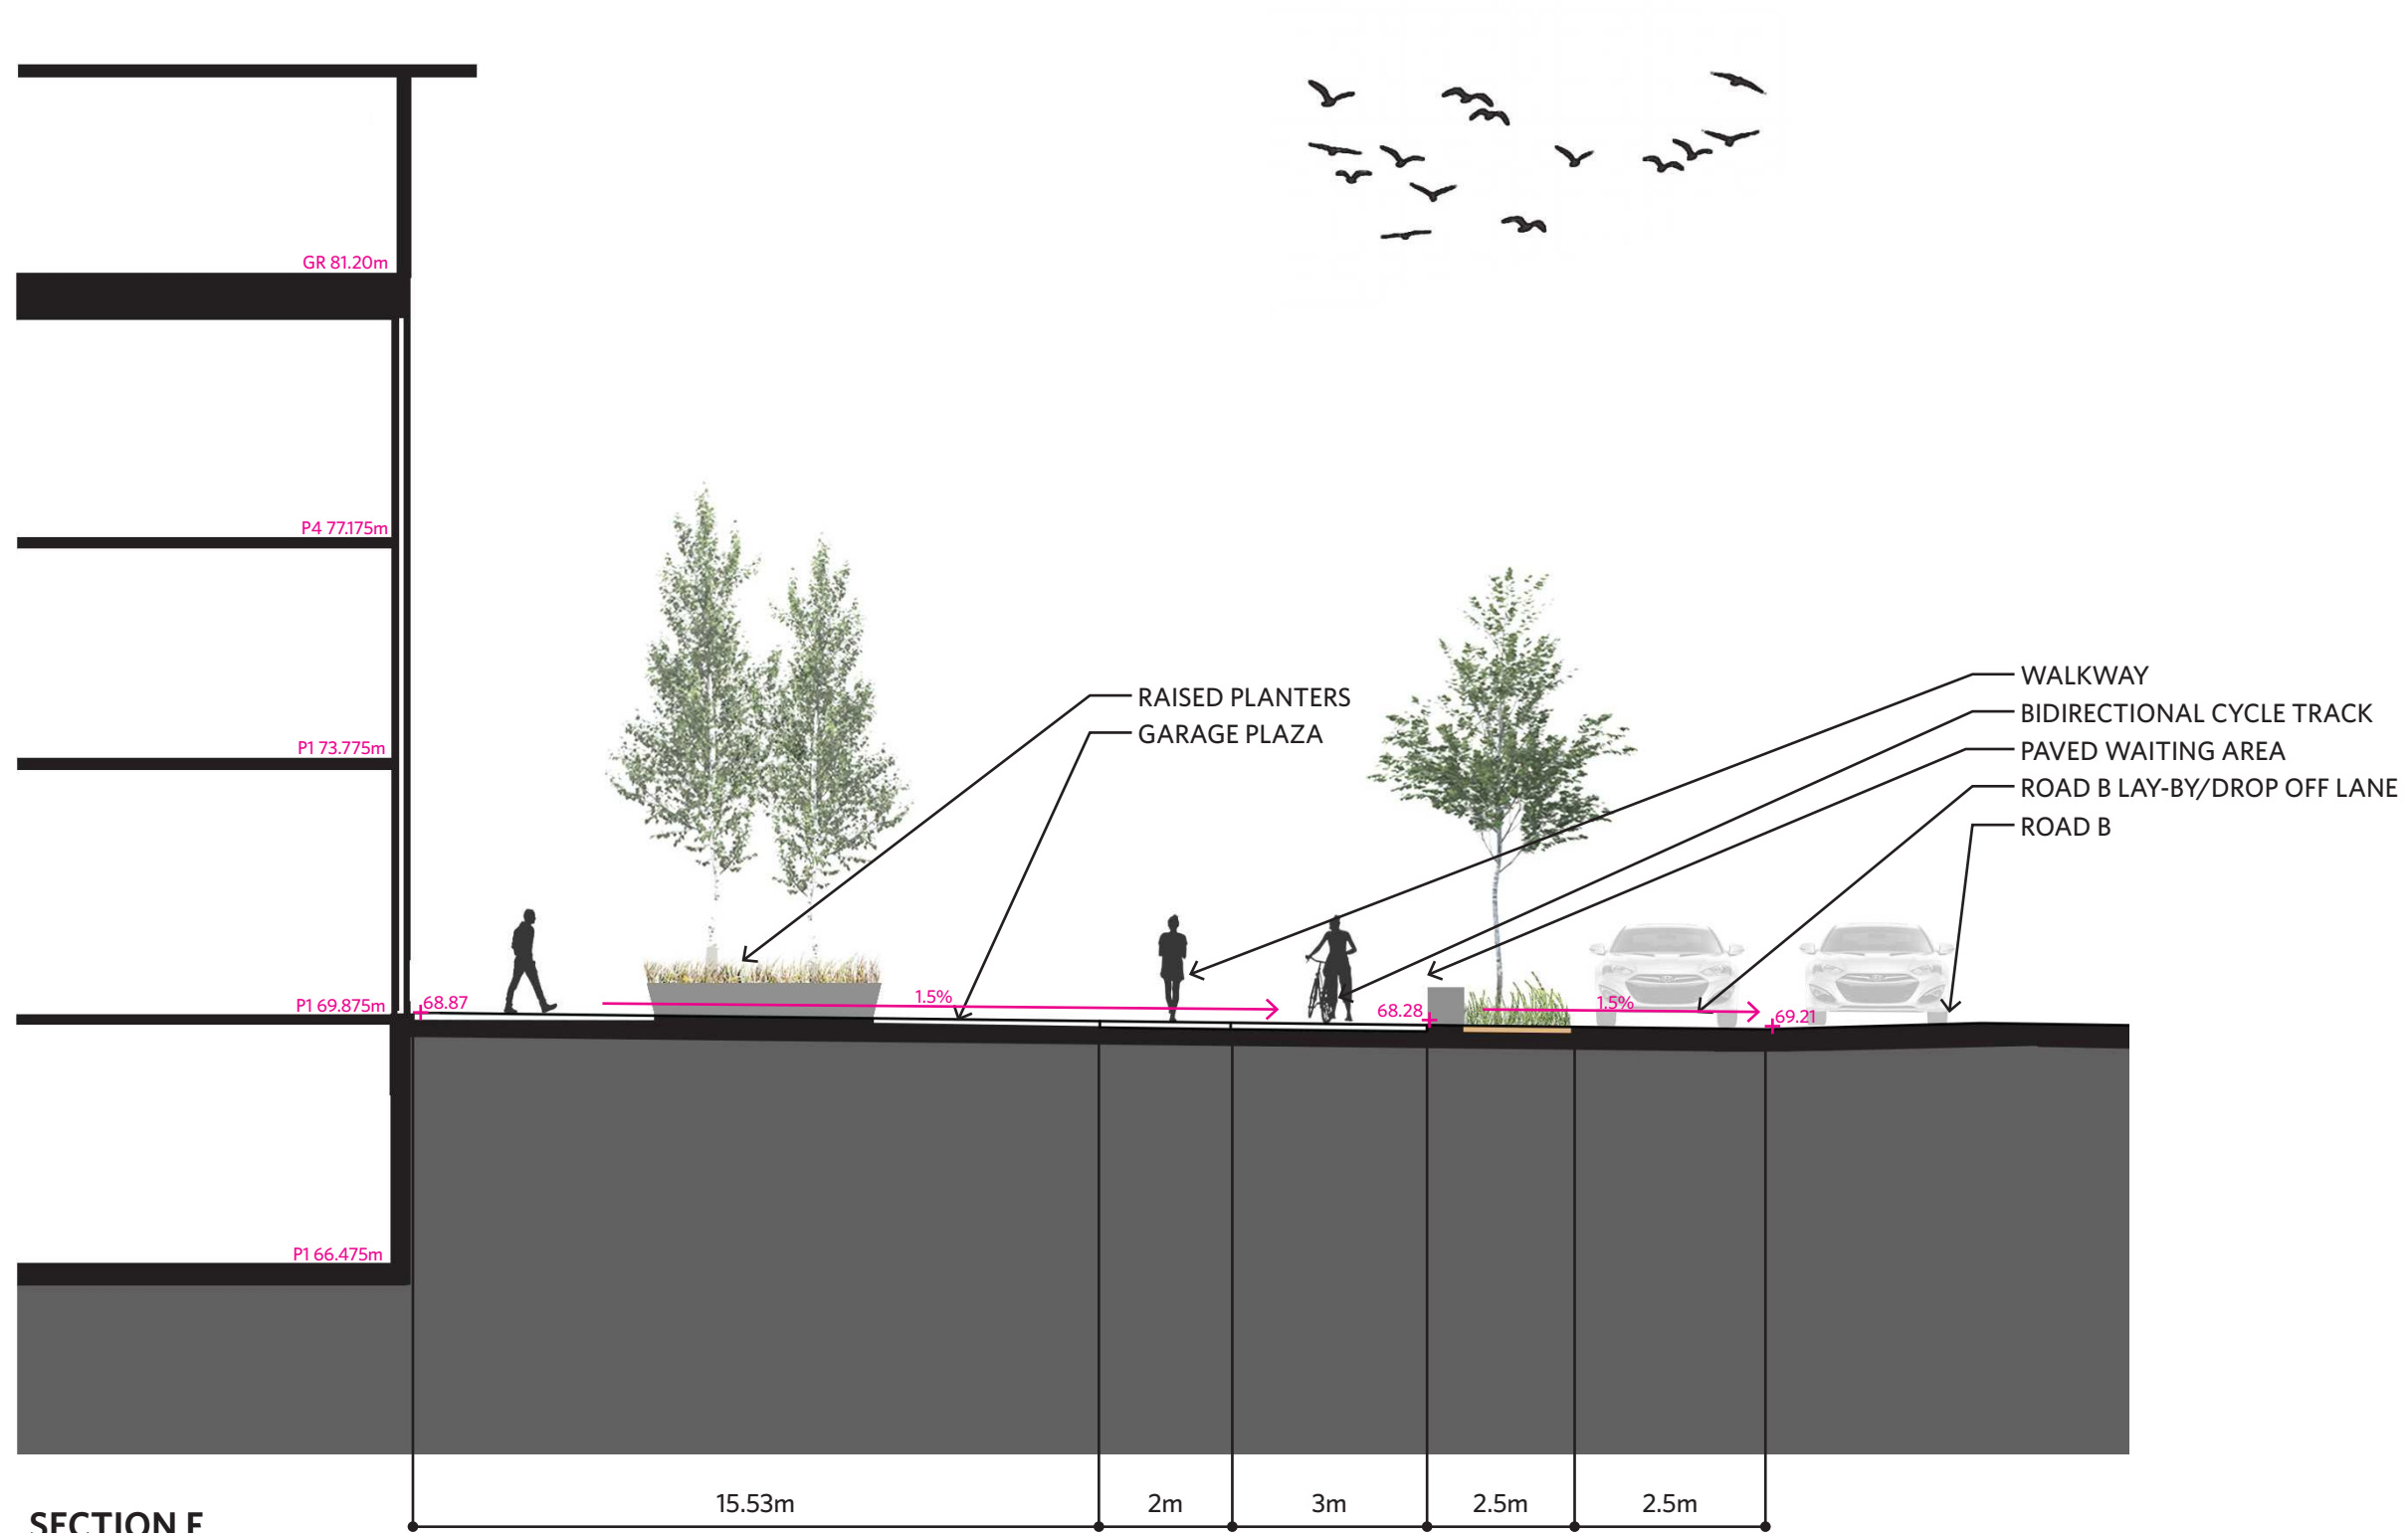 GR 81.20m
P4 77.175m
RAISED PLANTERS
GARAGE PLAZA
WALKWAY
BIDIRECTIONAL CYCLE TRACK
PAVED WAITING AREA
ROAD B LAY-BY/DROP OFF LANE
ROAD B
P1 73.775m
P1 69.875m
68.87
1.5%
68.28
1.5%
69.21
P1 66.475m
15.53m
2m
3m
2.5m
2.5m
SECTION